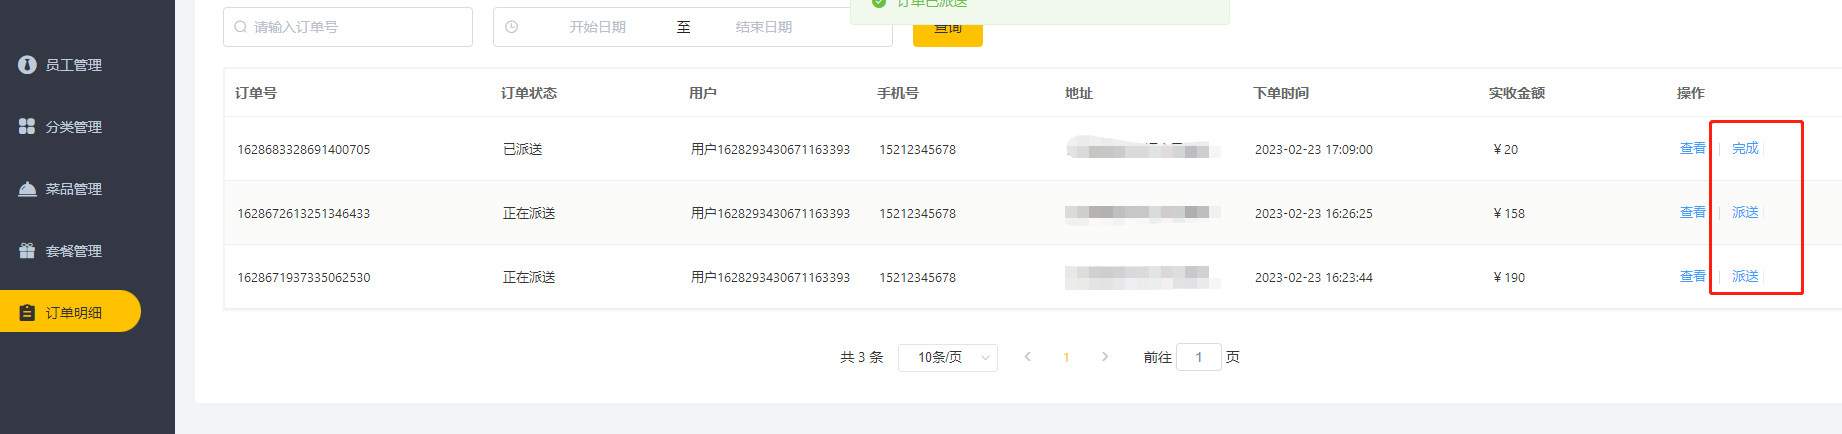 订单已派送
请输入订单号
开始日期 至 结束日期
查询
员工管理
分类管理
菜品管理
套餐管理
订单明细
订单号 订单状态 用户 手机号 地址 下单时间 实收金额 操作
1628683328691400705 已派送 用户1628293430671163393 15212345678 2023-02-23 17:09:00 ￥20 查看 完成
1628672613251346433 正在派送 用户1628293430671163393 15212345678 2023-02-23 16:26:25 ￥158 查看 派送
1628671937335062530 正在派送 用户1628293430671163393 15212345678 2023-02-23 16:23:44 ￥190 查看 派送
共 3 条 10条/页 1 前往 1 页